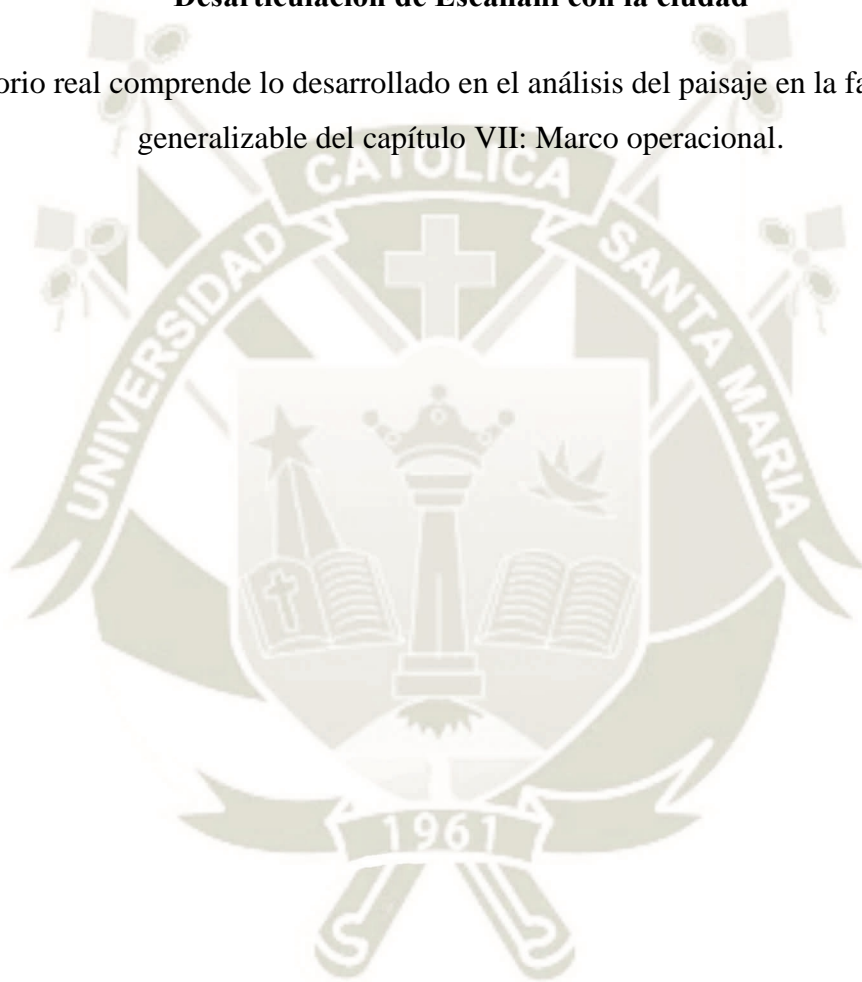 Desarticulación de Escallani con la ciudad
orio real comprende lo desarrollado en el análisis del paisaje en la fa
generalizable del capítulo VII: Marco operacional.
CATOLICA
UNIVERSIDAD
SANTA MARIA
1961